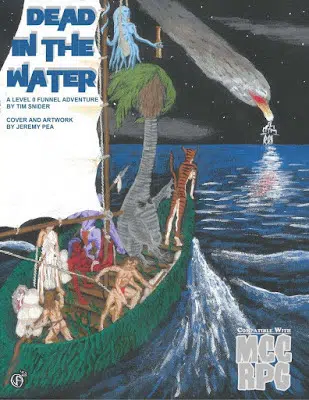 DEAD
IN THE
WATER
A LEVEL 0 FUNNEL ADVENTURE
BY TIM SNIDER
COVER AND ARTWORK
BY JEREMY PEA
COMPATIBLE WITH
MCC
RPG